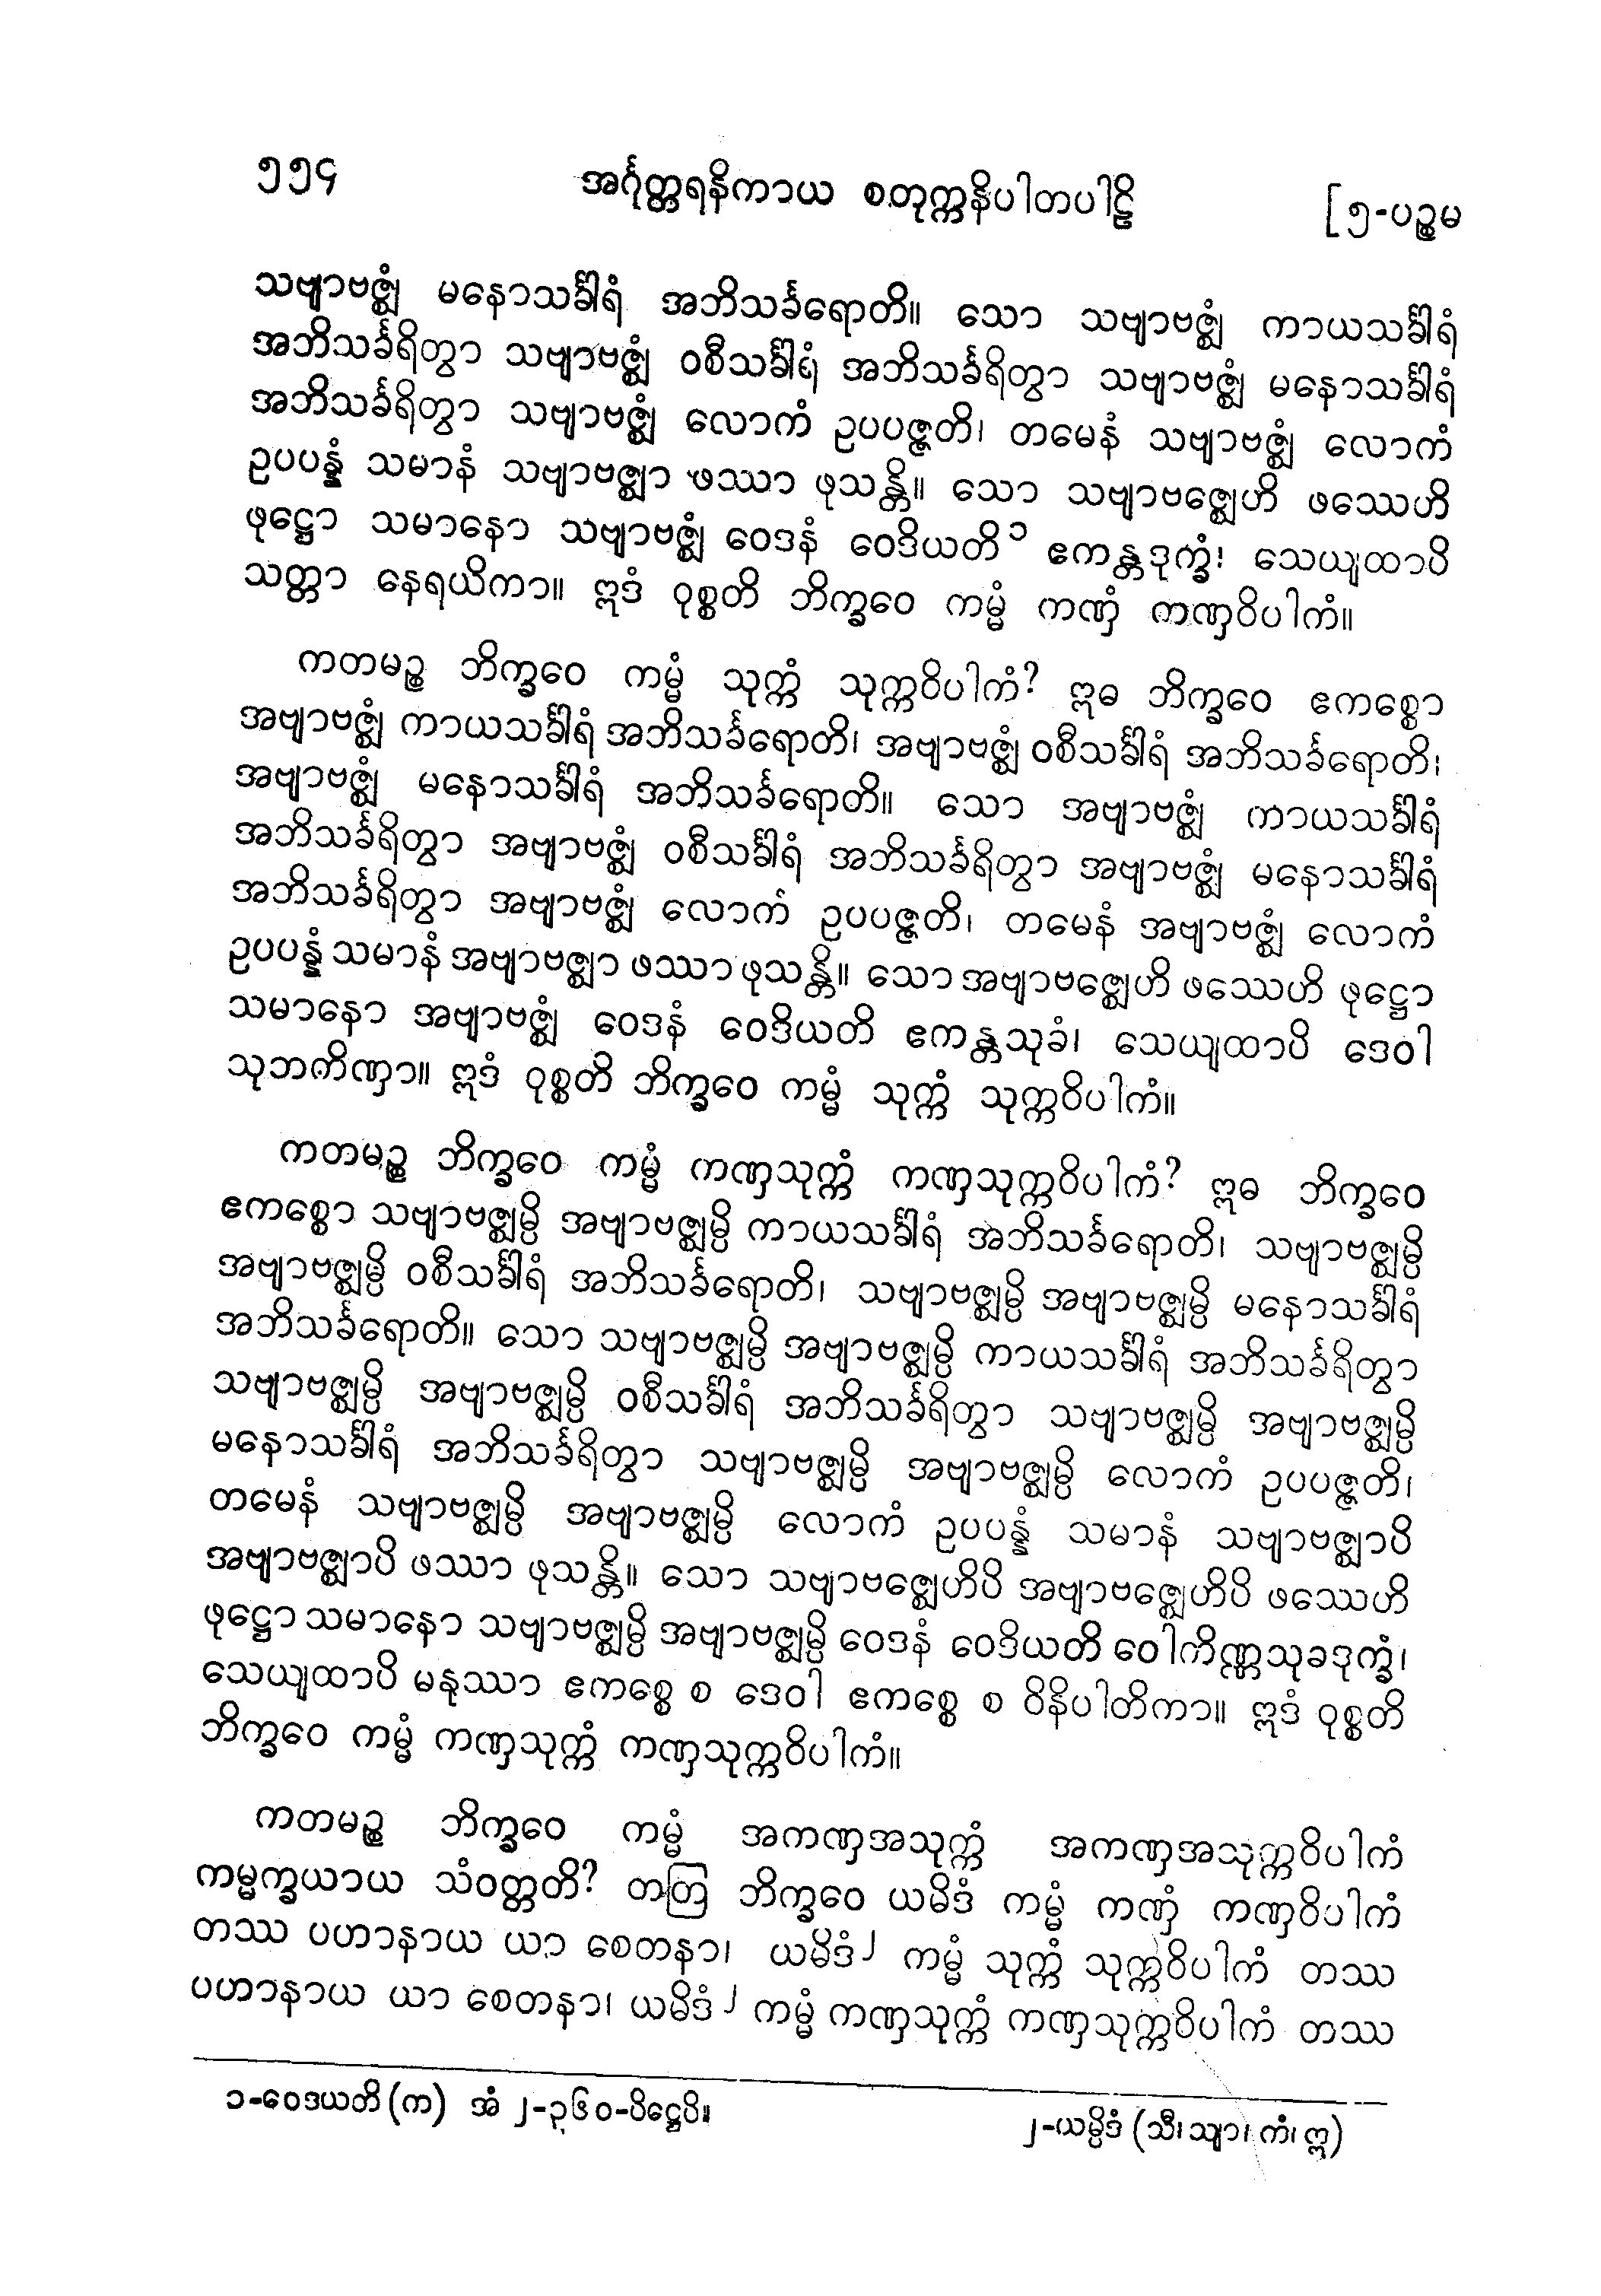 ၅၅၄ အင်္ဂုတ္တရနိကာယ စတုက္ကနိပါတပါဠိ [၅-ပဉ္စမ
သဗျာဗဇ္ဈံ မနောသင်္ခါရံ အဘိသင်္ခရောတိ။ သော သဗျာဗဇ္ဈံ ကာယသင်္ခါရံ
အဘိသင်္ခရိတွာ သဗျာဗဇ္ဈံ ဝစီသင်္ခါရံ အဘိသင်္ခရိတွာ သဗျာဗဇ္ဈံ မနောသင်္ခါရံ
အဘိသင်္ခရိတွာ သဗျာဗဇ္ဈံ လောကံ ဥပပဇ္ဇတိ၊ တမေနံ သဗျာဗဇ္ဈံ လောကံ
ဥပပန္နံ သမာနံ သဗျာဗဇ္ဈာ ဖဿာ ဖုသန္တိ။ သော သဗျာဗဇ္ဈေဟိ ဖဿေဟိ
ဖုဋ္ဌော သမာနော သဗျာဗဇ္ဈံ ဝေဒနံ ဝေဒိယတိ ၁ ဧကန္တဒုက္ခံ၊ သေယျထာပိ
သတ္တာ နေရယိကာ။ ဣဒံ ဝုစ္စတိ ဘိက္ခဝေ ကမ္မံ ကဏှံ ကဏှဝိပါကံ။
ကတမဉ္စ ဘိက္ခဝေ ကမ္မံ သုက္ကံ သုက္ကဝိပါကံ? ဣဓ ဘိက္ခဝေ ဧကစ္စော
အဗျာဗဇ္ဈံ ကာယသင်္ခါရံ အဘိသင်္ခရောတိ၊ အဗျာဗဇ္ဈံ ဝစီသင်္ခါရံ အဘိသင်္ခရောတိ၊
အဗျာဗဇ္ဈံ မနောသင်္ခါရံ အဘိသင်္ခရောတိ။ သော အဗျာဗဇ္ဈံ ကာယသင်္ခါရံ
အဘိသင်္ခရိတွာ အဗျာဗဇ္ဈံ ဝစီသင်္ခါရံ အဘိသင်္ခရိတွာ အဗျာဗဇ္ဈံ မနောသင်္ခါရံ
အဘိသင်္ခရိတွာ အဗျာဗဇ္ဈံ လောကံ ဥပပဇ္ဇတိ၊ တမေနံ အဗျာဗဇ္ဈံ လောကံ
ဥပပန္နံ သမာနံ အဗျာဗဇ္ဈာ ဖဿာ ဖုသန္တိ။ သော အဗျာဗဇ္ဈေဟိ ဖဿေဟိ ဖုဋ္ဌော
သမာနော အဗျာဗဇ္ဈံ ဝေဒနံ ဝေဒိယတိ ဧကန္တသုခံ၊ သေယျထာပိ ဒေဝါ
သုဘကိဏှာ။ ဣဒံ ဝုစ္စတိ ဘိက္ခဝေ ကမ္မံ သုက္ကံ သုက္ကဝိပါကံ။
ကတမဉ္စ ဘိက္ခဝေ ကမ္မံ ကဏှသုက္ကံ ကဏှသုက္ကဝိပါကံ? ဣဓ ဘိက္ခဝေ
ဧကစ္စော သဗျာဗဇ္ဈမ္ပိ အဗျာဗဇ္ဈမ္ပိ ကာယသင်္ခါရံ အဘိသင်္ခရောတိ၊ သဗျာဗဇ္ဈမ္ပိ
အဗျာဗဇ္ဈမ္ပိ ဝစီသင်္ခါရံ အဘိသင်္ခရောတိ၊ သဗျာဗဇ္ဈမ္ပိ အဗျာဗဇ္ဈမ္ပိ မနောသင်္ခါရံ
အဘိသင်္ခရောတိ။ သော သဗျာဗဇ္ဈမ္ပိ အဗျာဗဇ္ဈမ္ပိ ကာယသင်္ခါရံ အဘိသင်္ခရိတွာ
သဗျာဗဇ္ဈမ္ပိ အဗျာဗဇ္ဈမ္ပိ ဝစီသင်္ခါရံ အဘိသင်္ခရိတွာ သဗျာဗဇ္ဈမ္ပိ အဗျာဗဇ္ဈမ္ပိ
မနောသင်္ခါရံ အဘိသင်္ခရိတွာ သဗျာဗဇ္ဈမ္ပိ အဗျာဗဇ္ဈမ္ပိ လောကံ ဥပပဇ္ဇတိ၊
တမေနံ သဗျာဗဇ္ဈမ္ပိ အဗျာဗဇ္ဈမ္ပိ လောကံ ဥပပန္နံ သမာနံ သဗျာဗဇ္ဈာပိ
အဗျာဗဇ္ဈာပိ ဖဿာ ဖုသန္တိ။ သော သဗျာဗဇ္ဈေဟိပိ အဗျာဗဇ္ဈေဟိပိ ဖဿေဟိ
ဖုဋ္ဌော သမာနော သဗျာဗဇ္ဈမ္ပိ အဗျာဗဇ္ဈမ္ပိ ဝေဒနံ ဝေဒိယတိ ဝေါကိဏ္ဏသုခဒုက္ခံ၊
သေယျထာပိ မနုဿာ ဧကစ္စေ စ ဒေဝါ ဧကစ္စေ စ ဝိနိပါတိကာ။ ဣဒံ ဝုစ္စတိ
ဘိက္ခဝေ ကမ္မံ ကဏှသုက္ကံ ကဏှသုက္ကဝိပါကံ။
ကတမဉ္စ ဘိက္ခဝေ ကမ္မံ အကဏှအသုက္ကံ အကဏှအသုက္ကဝိပါကံ
ကမ္မက္ခယာယ သံဝတ္တတိ? တတြ ဘိက္ခဝေ ယမိဒံ ကမ္မံ ကဏှံ ကဏှဝိပါကံ
တဿ ပဟာနာယ ယာ စေတနာ၊ ယမိဒံ ၂ ကမ္မံ သုက္ကံ သုက္ကဝိပါကံ တဿ
ပဟာနာယ ယာ စေတနာ၊ ယမိဒံ ၂ ကမ္မံ ကဏှသုက္ကံ ကဏှသုက္ကဝိပါကံ တဿ
၁-ဝေဒယတိ (က) အံ ၂-၃၆၀-ပိဋ္ဌေပိ။ ၂-ယမ္ပိဒံ (သီ၊ သျာ၊ ကံ၊ ဣ)